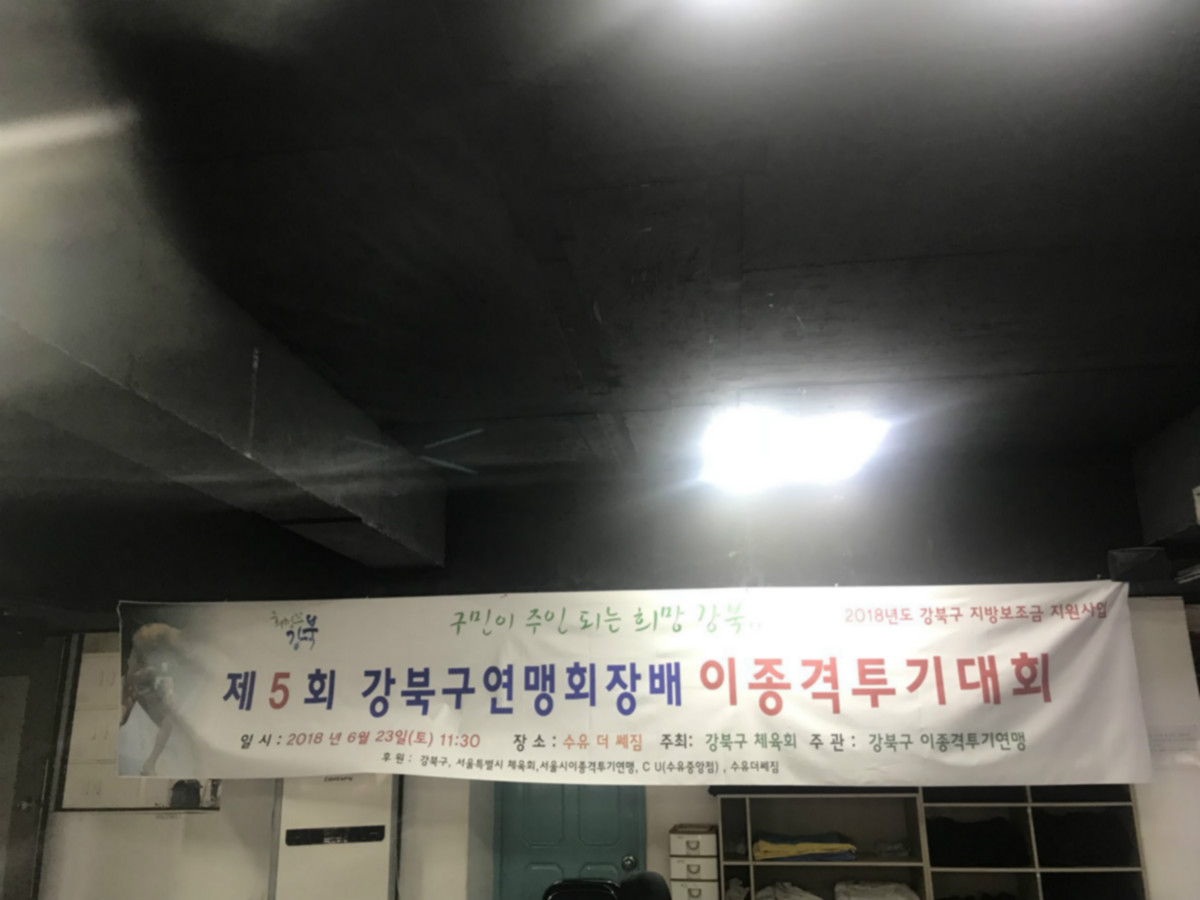 강북
구민이 주인 되는 희망 강북
2018년도 강북구 지방보조금 지원사업
제 5 회 강북구연맹회장배 이종격투기대회
일 시 : 2018 년 6월 23일(토) 11:30 장 소 : 수유 더 쎄짐 주최: 강북구 체육회 주 관 : 강북구 이종격투기연맹
후 원 : 강북구, 서울특별시 체육회,서울시이종격투기연맹, C U(수유중앙점) , 수유더쎄짐